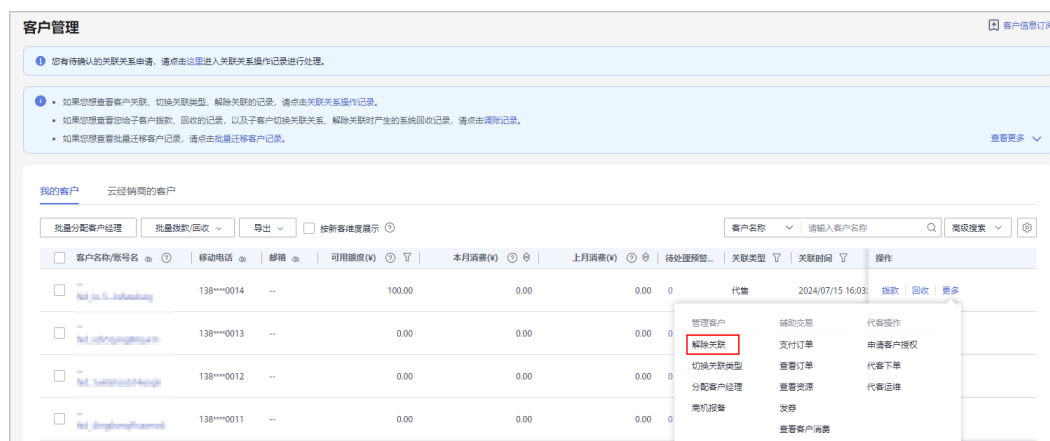 客户管理
客户信息订阅
您有待确认的关联关系申请，请点击这里进入关联关系操作记录进行处理。
• 如果您想查看客户关联、切换关联类型、解除关联的记录，请点击关联关系操作记录。
• 如果您想查看您给子客户拨款、回收的记录，以及子客户切换关联关系、解除关联时产生的系统回收记录，请点击调账记录。
• 如果您想查看批量迁移客户记录，请点击批量迁移客户记录。
查看更多
我的客户 云经销商的客户
批量分配客户经理 批量拨款/回收 导出 按新客维度展示 客户名称 请输入客户名称 高级搜索
客户名称/账号名 移动电话 邮箱 可用额度(¥) 本月消费(¥) 上月消费(¥) 待处理预警... 关联类型 关联时间 操作
--
138****0014 -- 100.00 0.00 0.00 0 代售 2024/07/15 16:03: 拨款 回收 更多
--
138****0013 -- 0.00 0.00 0.00 0
--
138****0012 -- 0.00 0.00 0.00 0
--
138****0011 -- 0.00 0.00 0.00 0
管理客户 辅助交易 代客操作
解除关联 支付订单 申请客户授权
切换关联类型 查看订单 代客下单
分配客户经理 查看资源 代客运维
商机报备 发券
查看客户消费